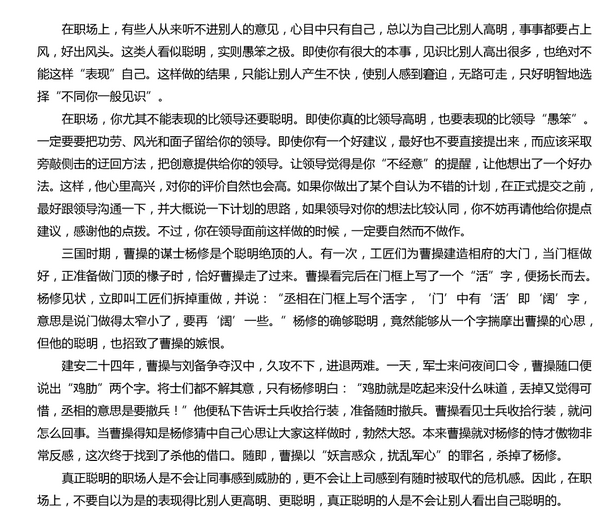 在职场上，有些人从来听不进别人的意见，心目中只有自己，总以为自己比别人高明，事事都要占上
风，好出风头。这类人看似聪明，实则愚笨之极。即使你有很大的本事，见识比别人高出很多，也绝对不
能这样“表现”自己。这样做的结果，只能让别人产生不快，使别人感到窘迫，无路可走，只好明智地选
择“不同你一般见识”。
在职场，你尤其不能表现的比领导还要聪明。即使你真的比领导高明，也要表现的比领导“愚笨”。
一定要要把功劳、风光和面子留给你的领导。即使你有一个好建议，最好也不要直接提出来，而应该采取
旁敲侧击的迂回方法，把创意提供给你的领导。让领导觉得是你“不经意”的提醒，让他想出了一个好办
法。这样，他心里高兴，对你的评价自然也会高。如果你做出了某个自认为不错的计划，在正式提交之前，
最好跟领导沟通一下，并大概说一下计划的思路，如果领导对你的想法比较认同，你不妨再请他给你提点
建议，感谢他的点拨。不过，你在领导面前这样做的时候，一定要自然而不做作。
三国时期，曹操的谋士杨修是个聪明绝顶的人。有一次，工匠们为曹操建造相府的大门，当门框做
好，正准备做门顶的椽子时，恰好曹操走了过来。曹操看完后在门框上写了一个“活”字，便扬长而去。
杨修见状，立即叫工匠们拆掉重做，并说：“丞相在门框上写个活字，‘门’中有‘活’即‘阔’字，
意思是说门做得太窄小了，要再‘阔’一些。”杨修的确够聪明，竟然能够从一个字揣摩出曹操的心思，
但他的聪明，也招致了曹操的嫉恨。
建安二十四年，曹操与刘备争夺汉中，久攻不下，进退两难。一天，军士来问夜间口令，曹操随口便
说出“鸡肋”两个字。将士们都不解其意，只有杨修明白：“鸡肋就是吃起来没什么味道，丢掉又觉得可
惜，丞相的意思是要撤兵！”他便私下告诉士兵收拾行装，准备随时撤兵。曹操看见士兵收拾行装，就问
怎么回事。当曹操得知是杨修猜中自己心思让大家这样做时，勃然大怒。本来曹操就对杨修的恃才傲物非
常反感，这次终于找到了杀他的借口。随即，曹操以“妖言惑众，扰乱军心”的罪名，杀掉了杨修。
真正聪明的职场人是不会让同事感到威胁的，更不会让上司感到有随时被取代的危机感。因此，在职
场上，不要自以为是的表现得比别人更高明、更聪明，真正聪明的人是不会让别人看出自己聪明的。